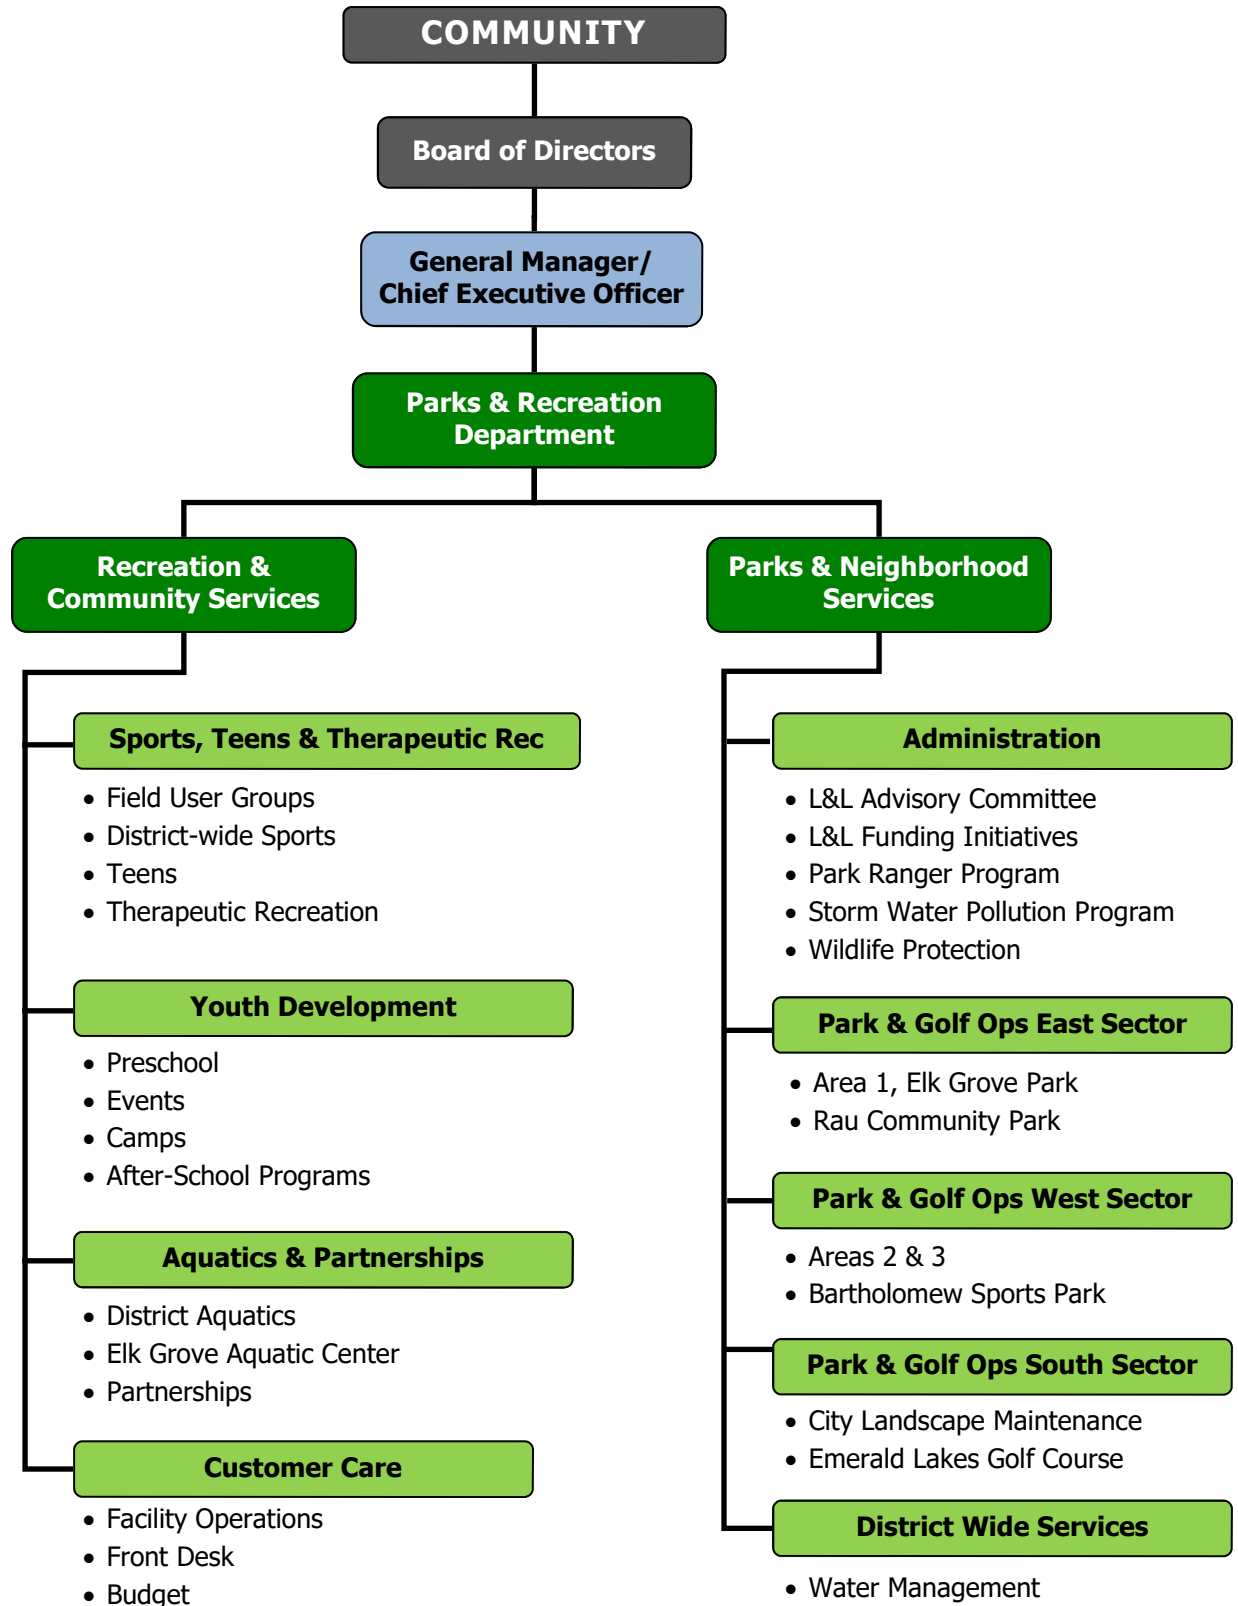 COMMUNITY
Board of Directors
General Manager/
Chief Executive Officer
Parks & Recreation
Department
Recreation &
Community Services
Sports, Teens & Therapeutic Rec
• Field User Groups
• District-wide Sports
• Teens
• Therapeutic Recreation
Youth Development
• Preschool
• Events
• Camps
• After-School Programs
Aquatics & Partnerships
• District Aquatics
• Elk Grove Aquatic Center
• Partnerships
Customer Care
• Facility Operations
• Front Desk
• Budget
Parks & Neighborhood
Services
Administration
• L&L Advisory Committee
• L&L Funding Initiatives
• Park Ranger Program
• Storm Water Pollution Program
• Wildlife Protection
Park & Golf Ops East Sector
• Area 1, Elk Grove Park
• Rau Community Park
Park & Golf Ops West Sector
• Areas 2 & 3
• Bartholomew Sports Park
Park & Golf Ops South Sector
• City Landscape Maintenance
• Emerald Lakes Golf Course
District Wide Services
• Water Management